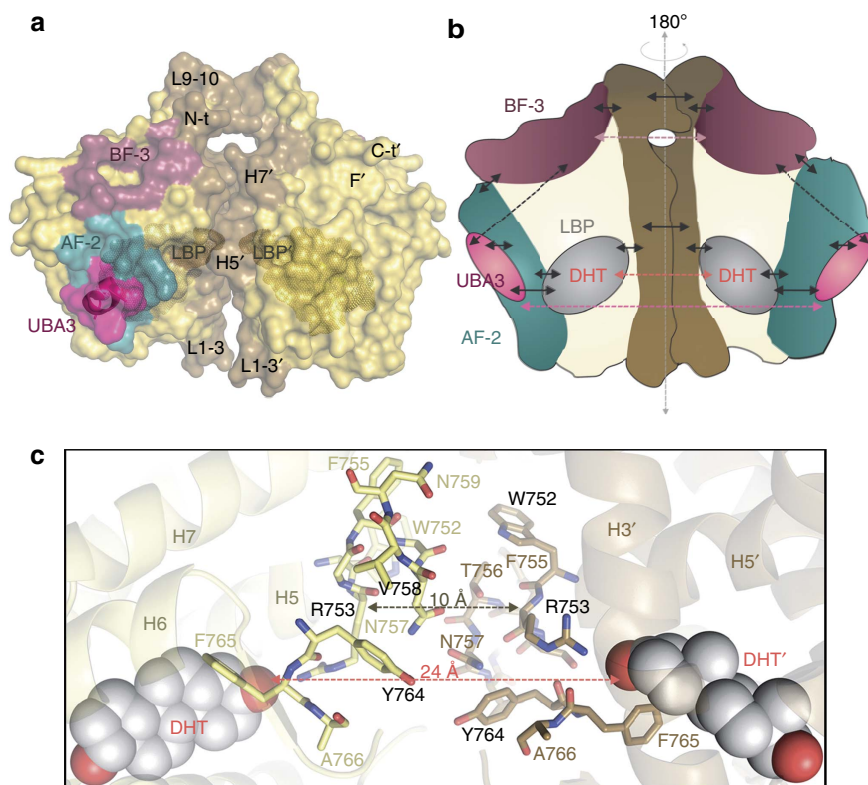 a
L9-10
N-t
BF-3
C-t′
H7′
F′
AF-2
LBP
LBP′
H5′
UBA3
L1-3
L1-3′
b
180°
BF-3
LBP
DHT
DHT
UBA3
AF-2
c
F755
N759
W752
H3′
H7
W752
H5′
T756
F755
V758
H5
10 Å
R753
R753
H6
F765
N757
N757
DHT′
24 Å
DHT
Y764
Y764
F765
A766
A766